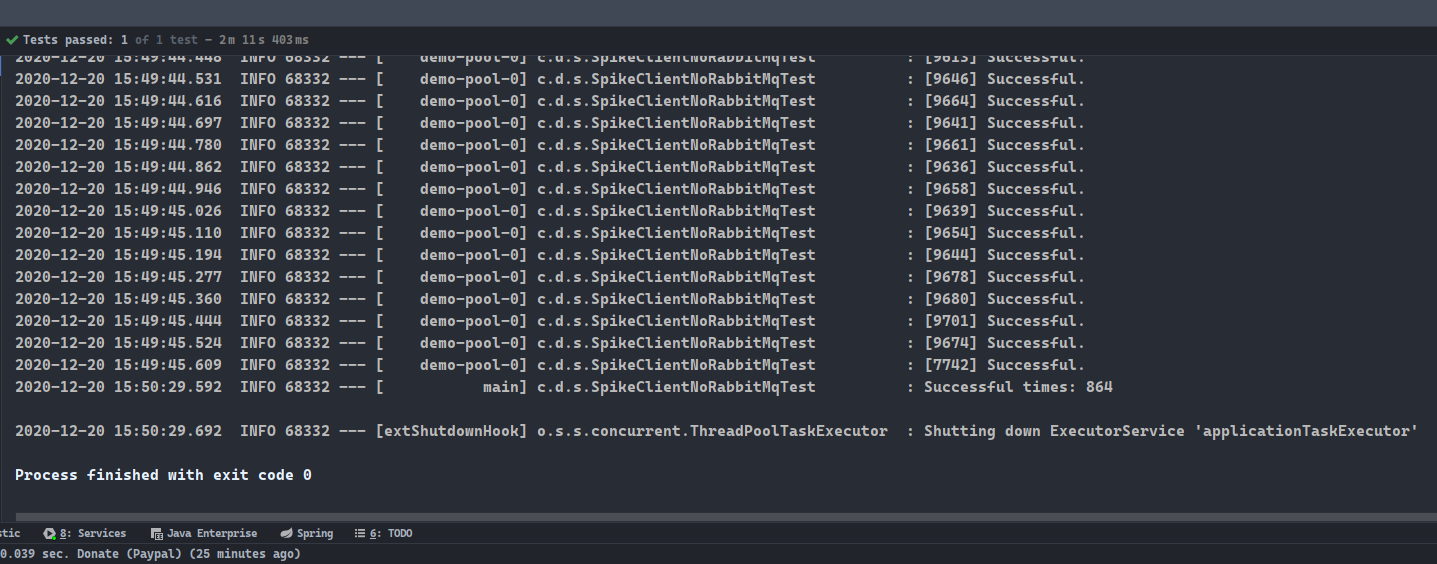 Tests passed: 1 of 1 test – 2 m 11 s 403 ms
2020-12-20 15:49:44.448  INFO 68332 --- [    demo-pool-0] c.d.s.SpikeClientNoRabbitMqTest          : [9613] Successful.
2020-12-20 15:49:44.531  INFO 68332 --- [    demo-pool-0] c.d.s.SpikeClientNoRabbitMqTest          : [9646] Successful.
2020-12-20 15:49:44.616  INFO 68332 --- [    demo-pool-0] c.d.s.SpikeClientNoRabbitMqTest          : [9664] Successful.
2020-12-20 15:49:44.697  INFO 68332 --- [    demo-pool-0] c.d.s.SpikeClientNoRabbitMqTest          : [9641] Successful.
2020-12-20 15:49:44.780  INFO 68332 --- [    demo-pool-0] c.d.s.SpikeClientNoRabbitMqTest          : [9661] Successful.
2020-12-20 15:49:44.862  INFO 68332 --- [    demo-pool-0] c.d.s.SpikeClientNoRabbitMqTest          : [9636] Successful.
2020-12-20 15:49:44.946  INFO 68332 --- [    demo-pool-0] c.d.s.SpikeClientNoRabbitMqTest          : [9658] Successful.
2020-12-20 15:49:45.026  INFO 68332 --- [    demo-pool-0] c.d.s.SpikeClientNoRabbitMqTest          : [9639] Successful.
2020-12-20 15:49:45.110  INFO 68332 --- [    demo-pool-0] c.d.s.SpikeClientNoRabbitMqTest          : [9654] Successful.
2020-12-20 15:49:45.194  INFO 68332 --- [    demo-pool-0] c.d.s.SpikeClientNoRabbitMqTest          : [9644] Successful.
2020-12-20 15:49:45.277  INFO 68332 --- [    demo-pool-0] c.d.s.SpikeClientNoRabbitMqTest          : [9678] Successful.
2020-12-20 15:49:45.360  INFO 68332 --- [    demo-pool-0] c.d.s.SpikeClientNoRabbitMqTest          : [9680] Successful.
2020-12-20 15:49:45.444  INFO 68332 --- [    demo-pool-0] c.d.s.SpikeClientNoRabbitMqTest          : [9701] Successful.
2020-12-20 15:49:45.524  INFO 68332 --- [    demo-pool-0] c.d.s.SpikeClientNoRabbitMqTest          : [9674] Successful.
2020-12-20 15:49:45.609  INFO 68332 --- [    demo-pool-0] c.d.s.SpikeClientNoRabbitMqTest          : [7742] Successful.
2020-12-20 15:50:29.592  INFO 68332 --- [           main] c.d.s.SpikeClientNoRabbitMqTest          : Successful times: 864
2020-12-20 15:50:29.692  INFO 68332 --- [extShutdownHook] o.s.s.concurrent.ThreadPoolTaskExecutor  : Shutting down ExecutorService 'applicationTaskExecutor'
Process finished with exit code 0
stic 8: Services Java Enterprise Spring 6: TODO
0.039 sec. Donate (Paypal) (25 minutes ago)